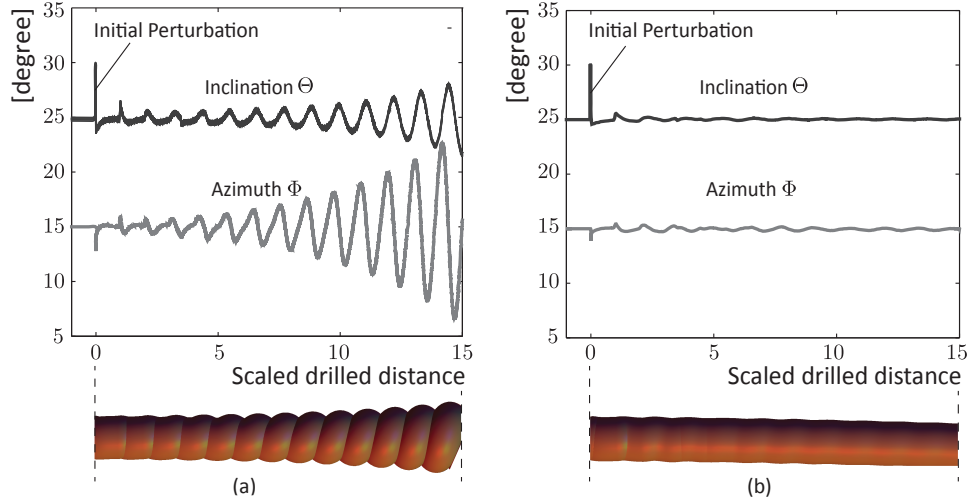 [degree]
35
30
25
20
15
10
5
Initial Perturbation
Inclination Θ
Azimuth Φ
0
5
10
15
Scaled drilled distance
(a)
[degree]
35
30
25
20
15
10
5
Initial Perturbation
Inclination Θ
Azimuth Φ
0
5
10
15
Scaled drilled distance
(b)